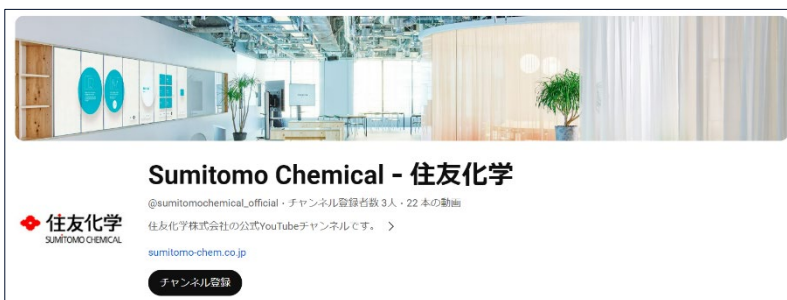 Sumitomo Chemical - 住友化学
@sumitomochemical_official・チャンネル登録者数 3人・22 本の動画
住友化学
SUMITOMO CHEMICAL
住友化学株式会社の公式YouTubeチャンネルです。
sumitomo-chem.co.jp
チャンネル登録